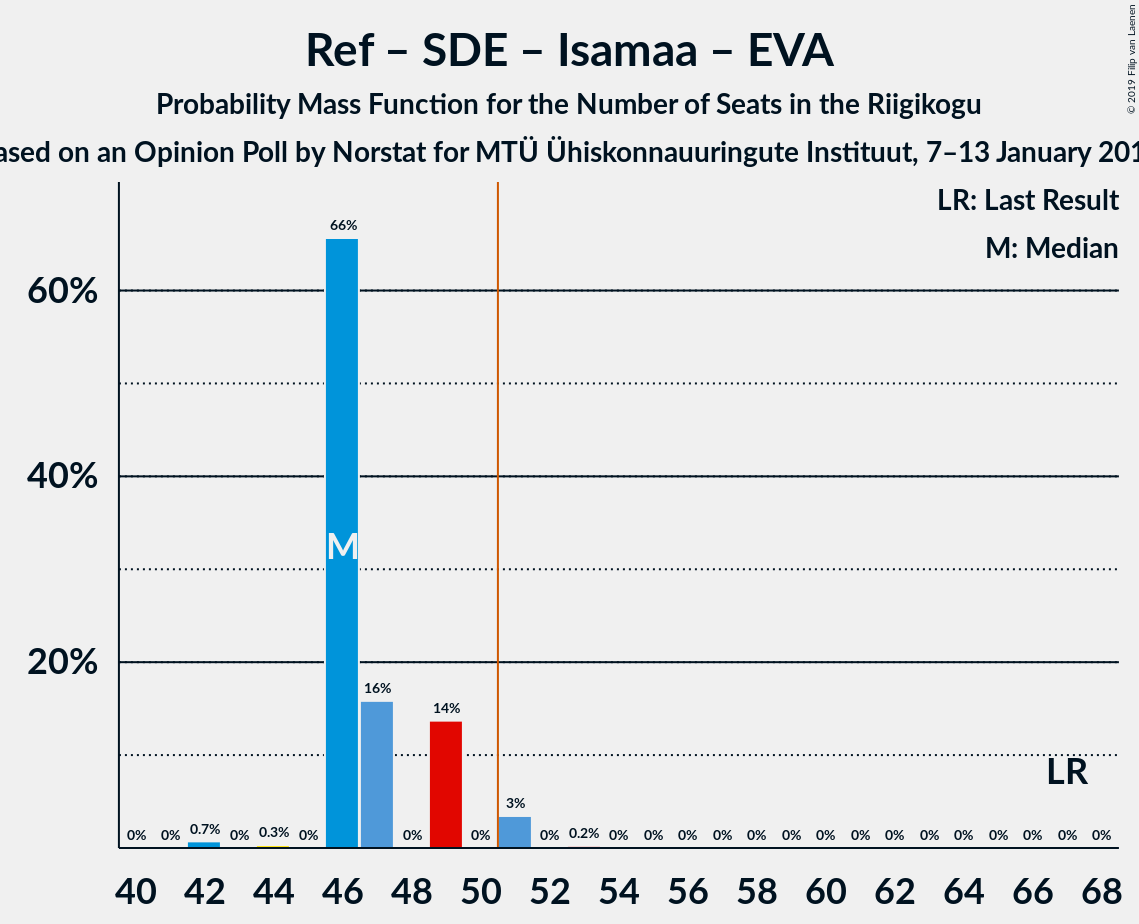 Ref – SDE – Isamaa – EVA
Probability Mass Function for the Number of Seats in the Riigikogu
ased on an Opinion Poll by Norstat for MTÜ Ühiskonnauuringute Instituut, 7–13 January 201
© 2019 Filip van Laenen
LR: Last Result
M: Median
60%
40%
20%
66%
M
16%
14%
LR
3%
0% 0% 0.7% 0% 0.3% 0% 0% 0% 0% 0.2% 0% 0% 0% 0% 0% 0% 0% 0% 0% 0% 0% 0% 0% 0% 0%
40 42 44 46 48 50 52 54 56 58 60 62 64 66 68